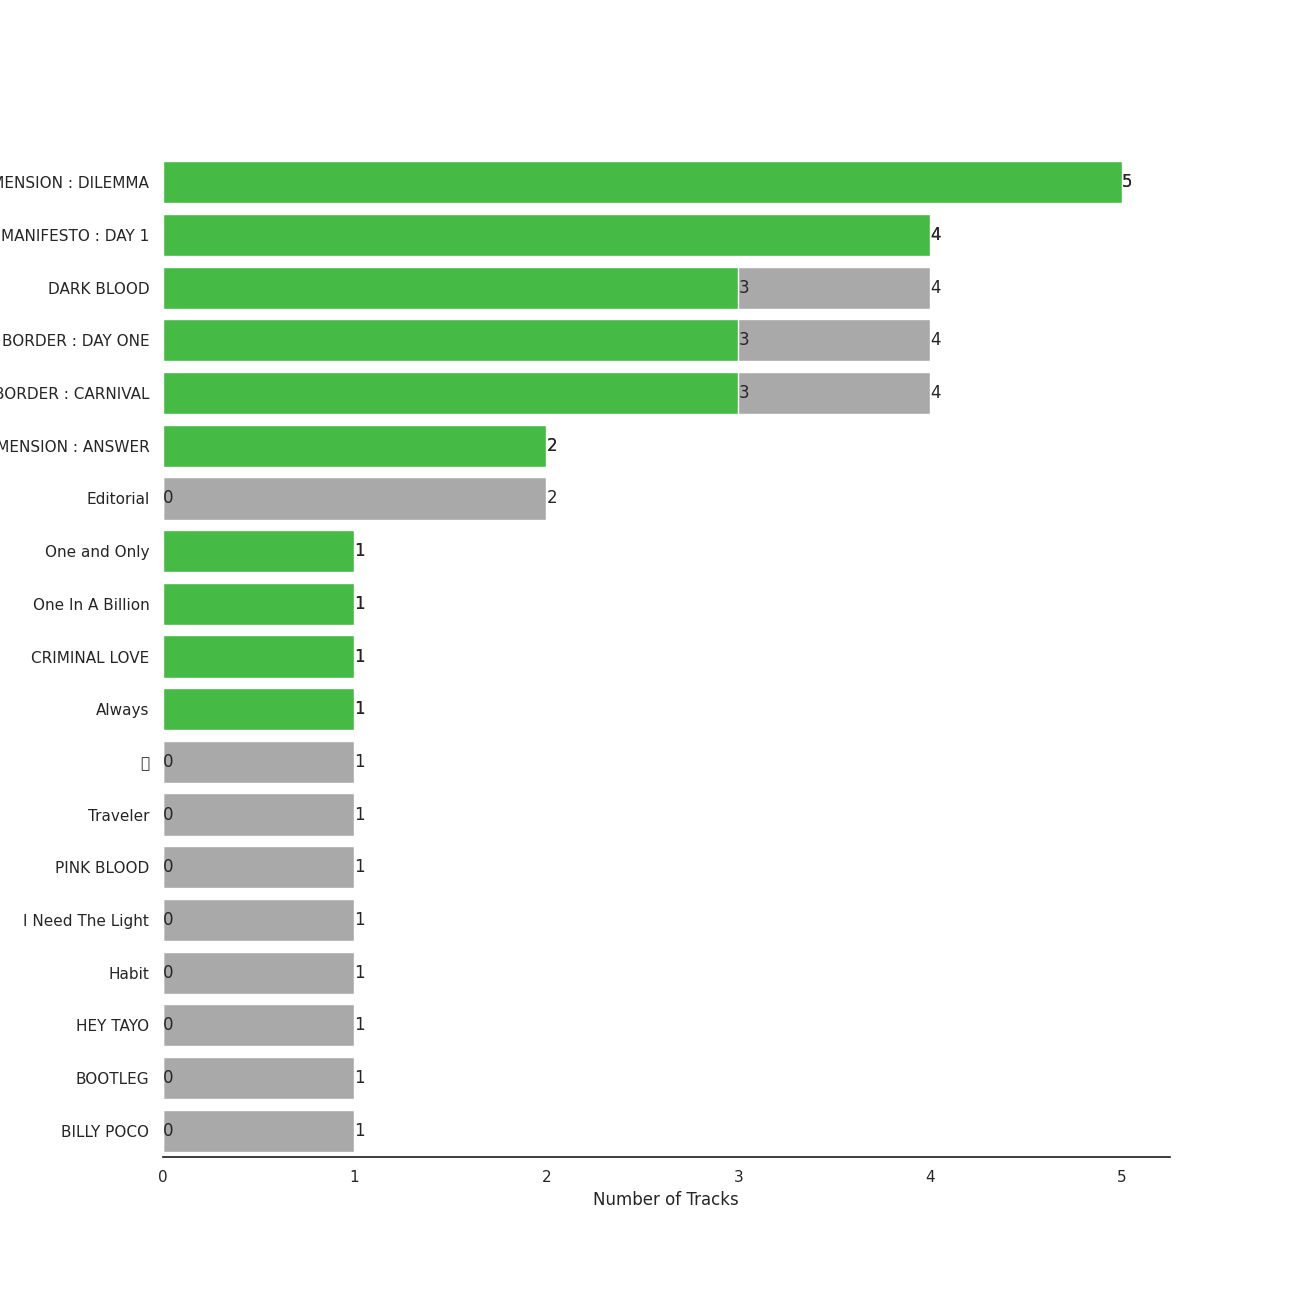 MENSION : DILEMMA 5
MANIFESTO : DAY 1 4
DARK BLOOD 3 4
BORDER : DAY ONE 3 4
BORDER : CARNIVAL 3 4
MENSION : ANSWER 2
Editorial 0 2
One and Only 1
One In A Billion 1
CRIMINAL LOVE 1
Always 1
0 1
Traveler 0 1
PINK BLOOD 0 1
I Need The Light 0 1
Habit 0 1
HEY TAYO 0 1
BOOTLEG 0 1
BILLY POCO 0 1
0 1 2 3 4 5
Number of Tracks